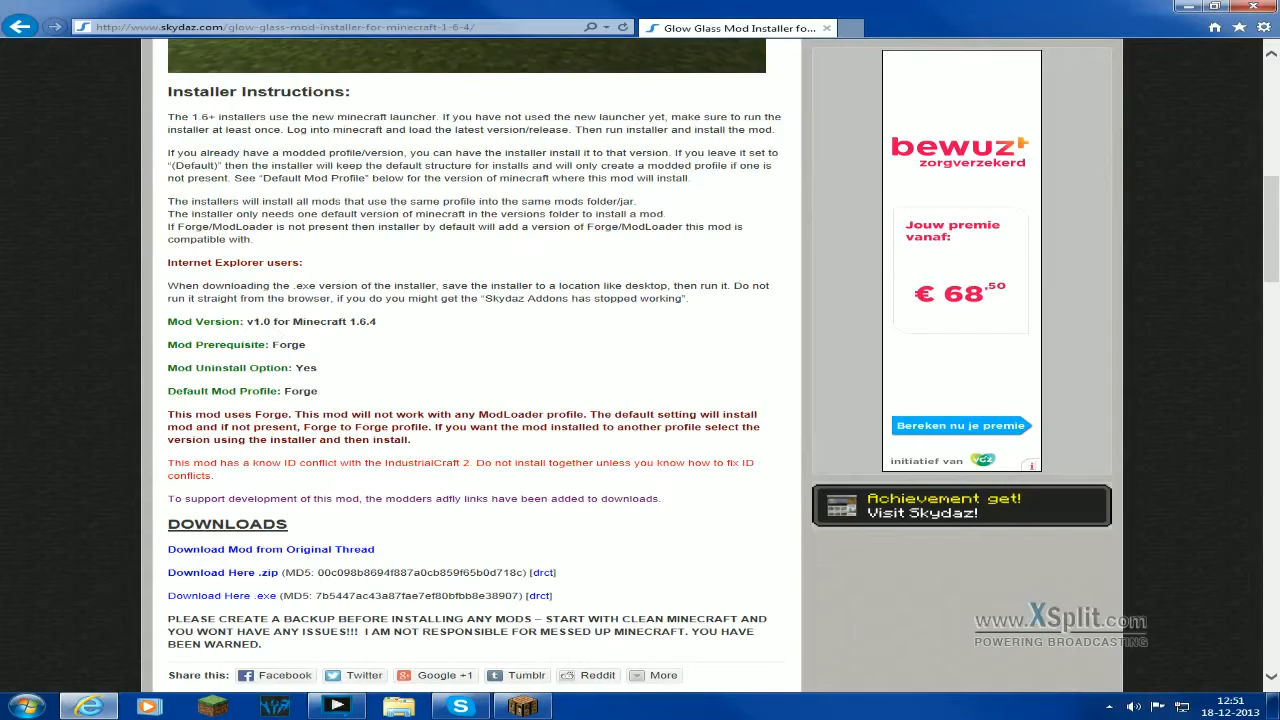 http://www.skydaz.com/glow-glass-mod-installer-for-minecraft-1-6-4/
Glow Glass Mod Installer fo...
Installer Instructions:
The 1.6+ installers use the new minecraft launcher. If you have not used the new launcher yet, make sure to run the
installer at least once. Log into minecraft and load the latest version/release. Then run installer and install the mod.
If you already have a modded profile/version, you can have the installer install it to that version. If you leave it set to
“(Default)” then the installer will keep the default structure for installs and will only create a modded profile if one is
not present. See “Default Mod Profile” below for the version of minecraft where this mod will install.
The installers will install all mods that use the same profile into the same mods folder/jar.
The installer only needs one default version of minecraft in the versions folder to install a mod.
If Forge/ModLoader is not present then installer by default will add a version of Forge/ModLoader this mod is
compatible with.
Internet Explorer users:
When downloading the .exe version of the installer, save the installer to a location like desktop, then run it. Do not
run it straight from the browser, if you do you might get the “Skydaz Addons has stopped working”.
Mod Version: v1.0 for Minecraft 1.6.4
Mod Prerequisite: Forge
Mod Uninstall Option: Yes
Default Mod Profile: Forge
This mod uses Forge. This mod will not work with any ModLoader profile. The default setting will install
mod and if not present, Forge to Forge profile. If you want the mod installed to another profile select the
version using the installer and then install.
This mod has a know ID conflict with the IndustrialCraft 2. Do not install together unless you know how to fix ID
conflicts.
To support development of this mod, the modders adfly links have been added to downloads.
DOWNLOADS
Download Mod from Original Thread
Download Here .zip (MD5: 00c098b8694f887a0cb859f65b0d718c) [drct]
Download Here .exe (MD5: 7b5447ac43a87fae7ef80bfbb8e38907) [drct]
PLEASE CREATE A BACKUP BEFORE INSTALLING ANY MODS – START WITH CLEAN MINECRAFT AND
YOU WONT HAVE ANY ISSUES!!! I AM NOT RESPONSIBLE FOR MESSED UP MINECRAFT. YOU HAVE
BEEN WARNED.
Share this: Facebook Twitter Google +1 Tumblr Reddit More
bewuzt
zorgverzekerd
Jouw premie
vanaf:
€ 68,50
Bereken nu je premie
initiatief van vgz
Achievement get!
Visit Skydaz!
www.XSplit.com
POWERING BROADCASTING
12:51
18-12-2013